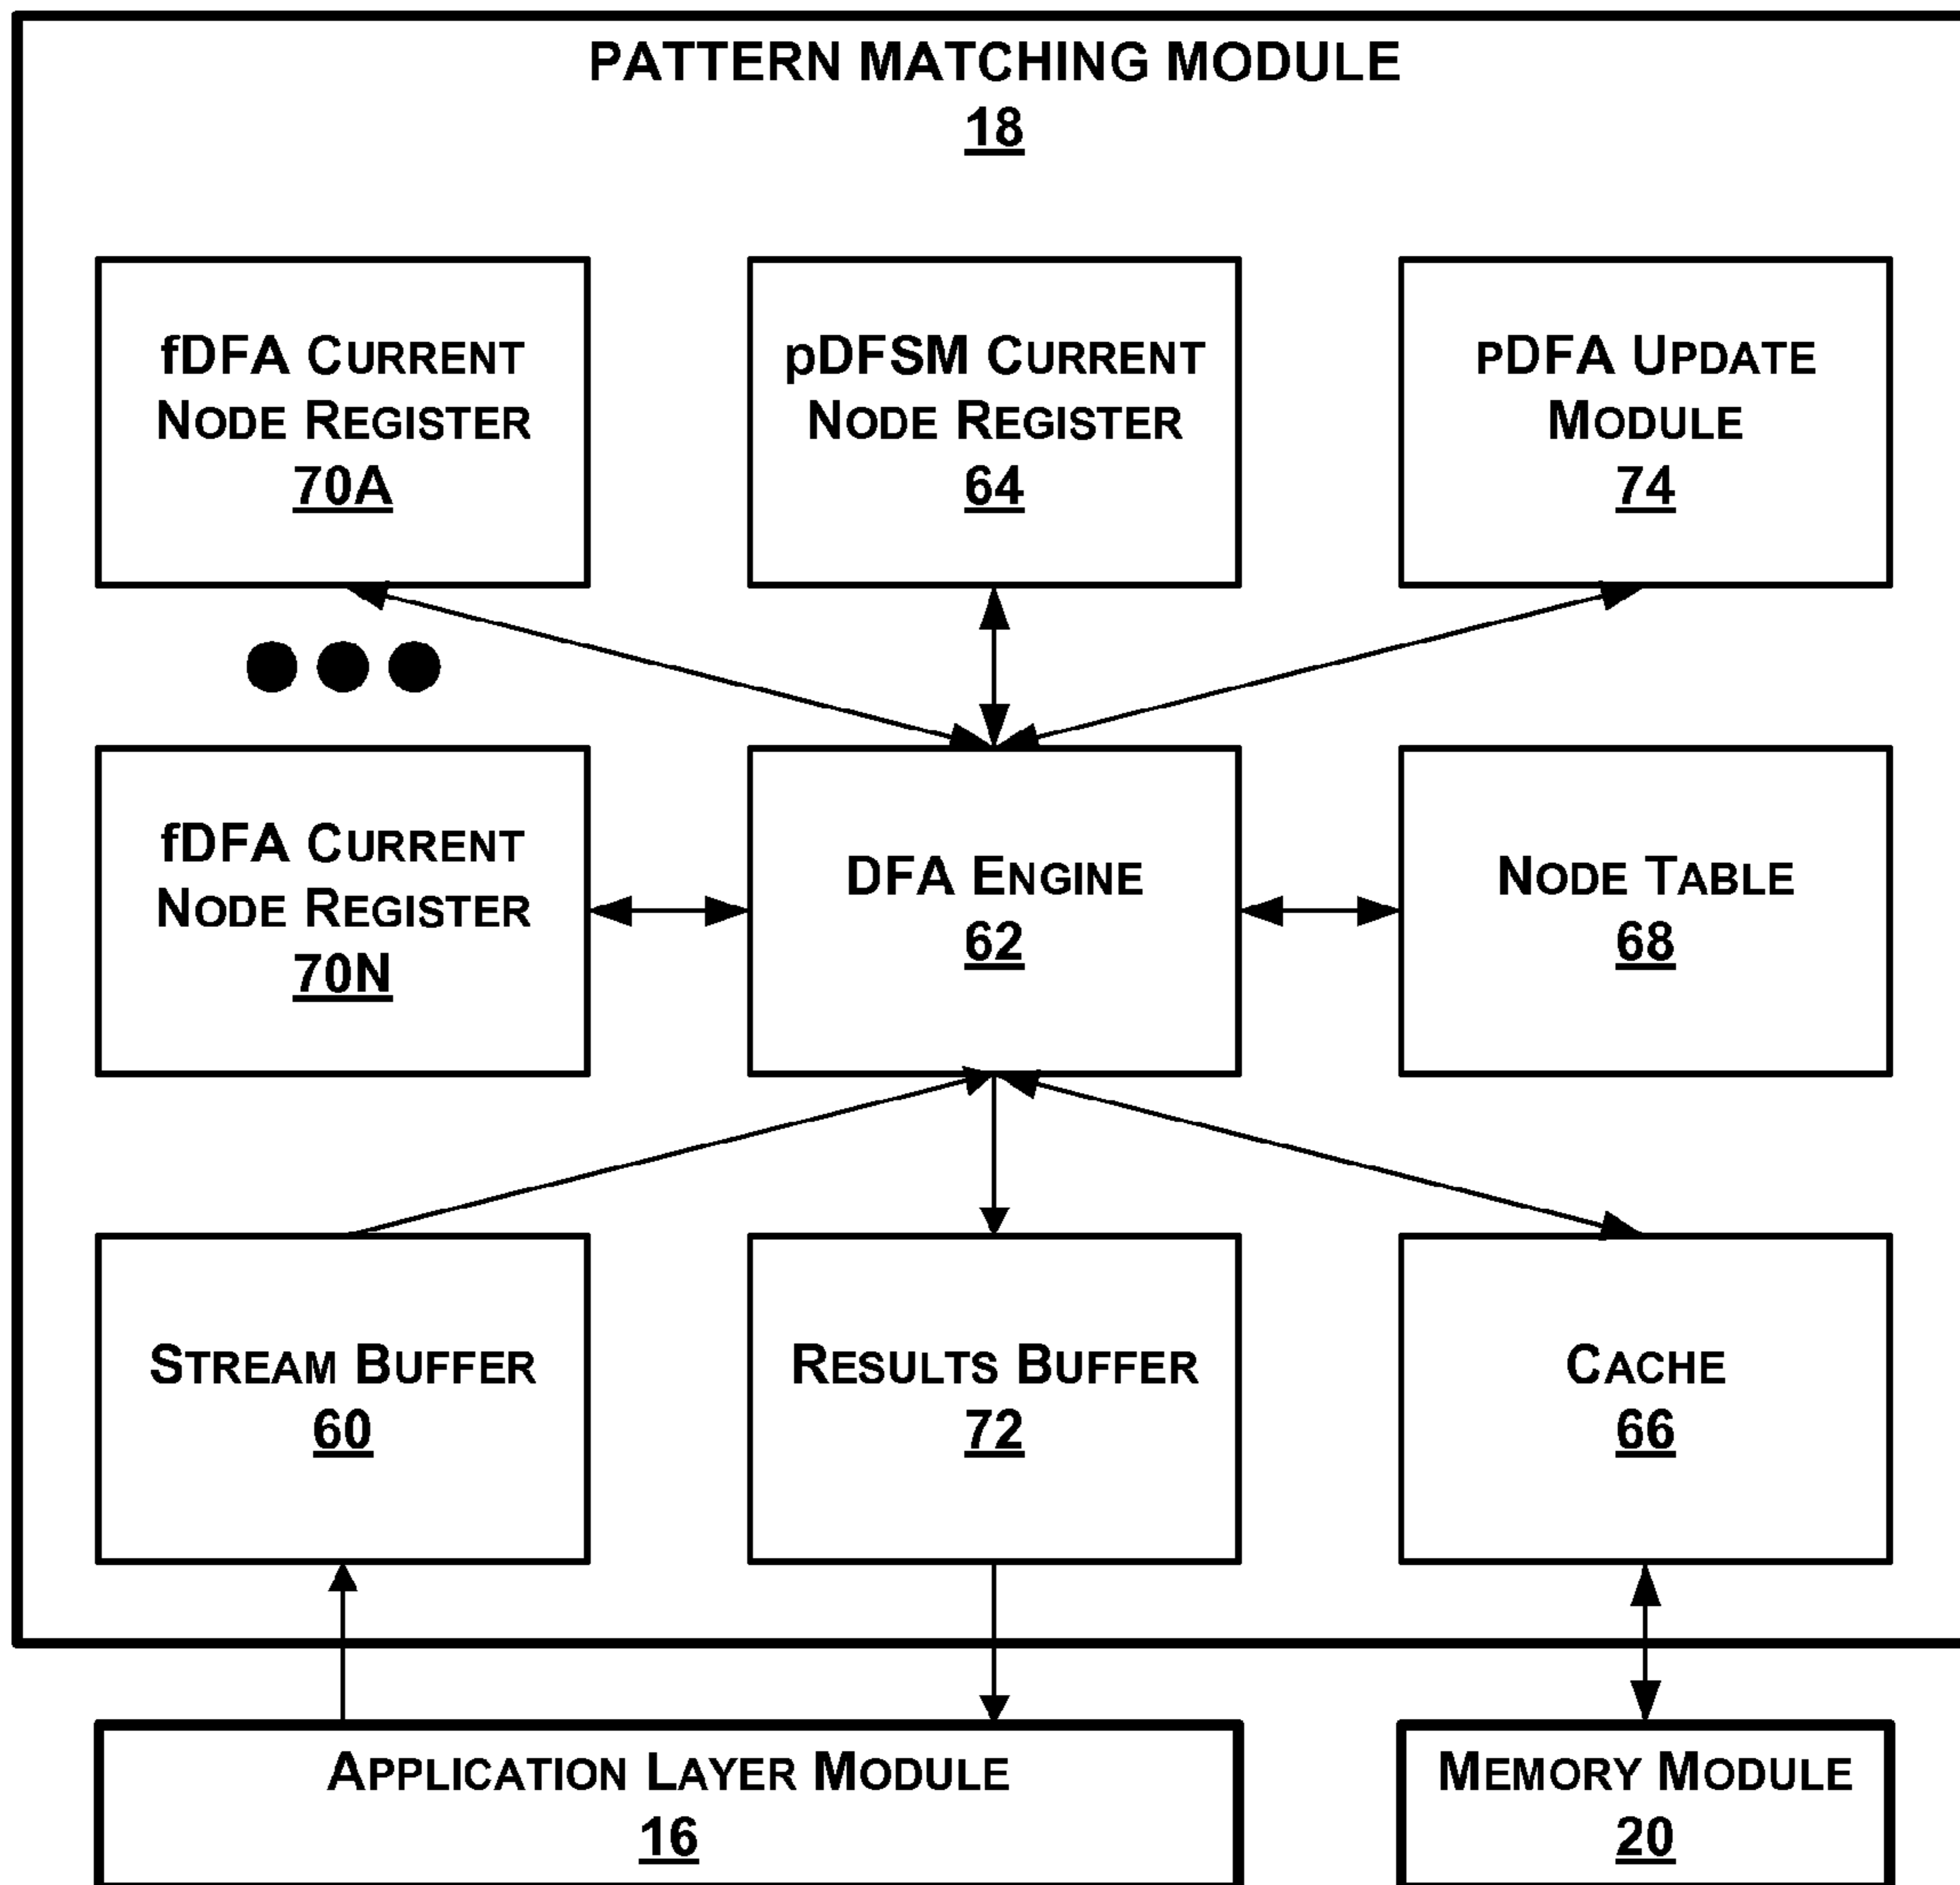 PATTERN MATCHING MODULE
18
fDFA CURRENT
NODE REGISTER
70A
pDFSM CURRENT
NODE REGISTER
64
PDFA UPDATE
MODULE
74
fDFA CURRENT
NODE REGISTER
70N
DFA ENGINE
62
NODE TABLE
68
STREAM BUFFER
60
RESULTS BUFFER
72
CACHE
66
APPLICATION LAYER MODULE
16
MEMORY MODULE
20